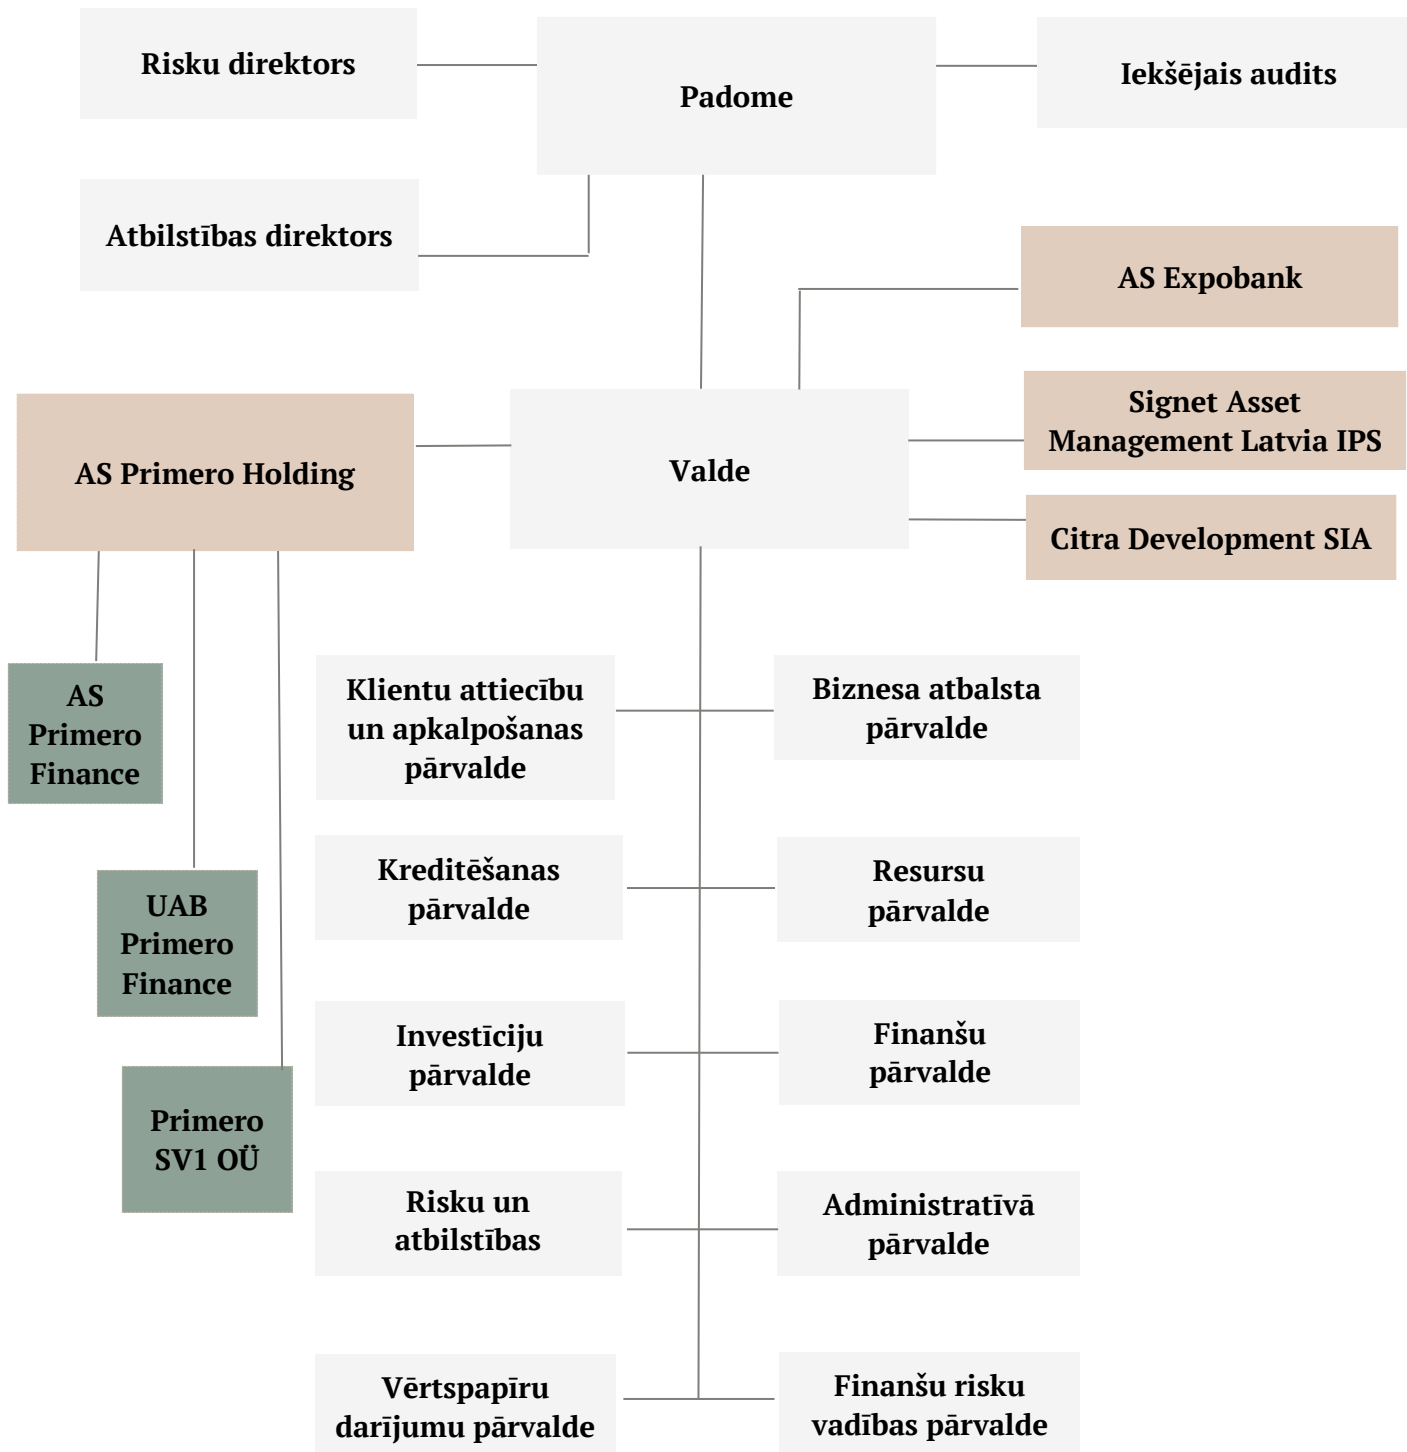 Risku direktors
Padome
Iekšējais audits
Atbilstības direktors
AS Expobank
Signet Asset
Management Latvia IPS
AS Primero Holding
Valde
Citra Development SIA
AS
Primero
Finance
Klientu attiecību
un apkalpošanas
pārvalde
Biznesa atbalsta
pārvalde
UAB
Primero
Finance
Kreditēšanas
pārvalde
Resursu
pārvalde
Investīciju
pārvalde
Finanšu
pārvalde
Primero
SV1 OÜ
Risku un
atbilstības
Administratīvā
pārvalde
Vērtspapīru
darījumu pārvalde
Finanšu risku
vadības pārvalde